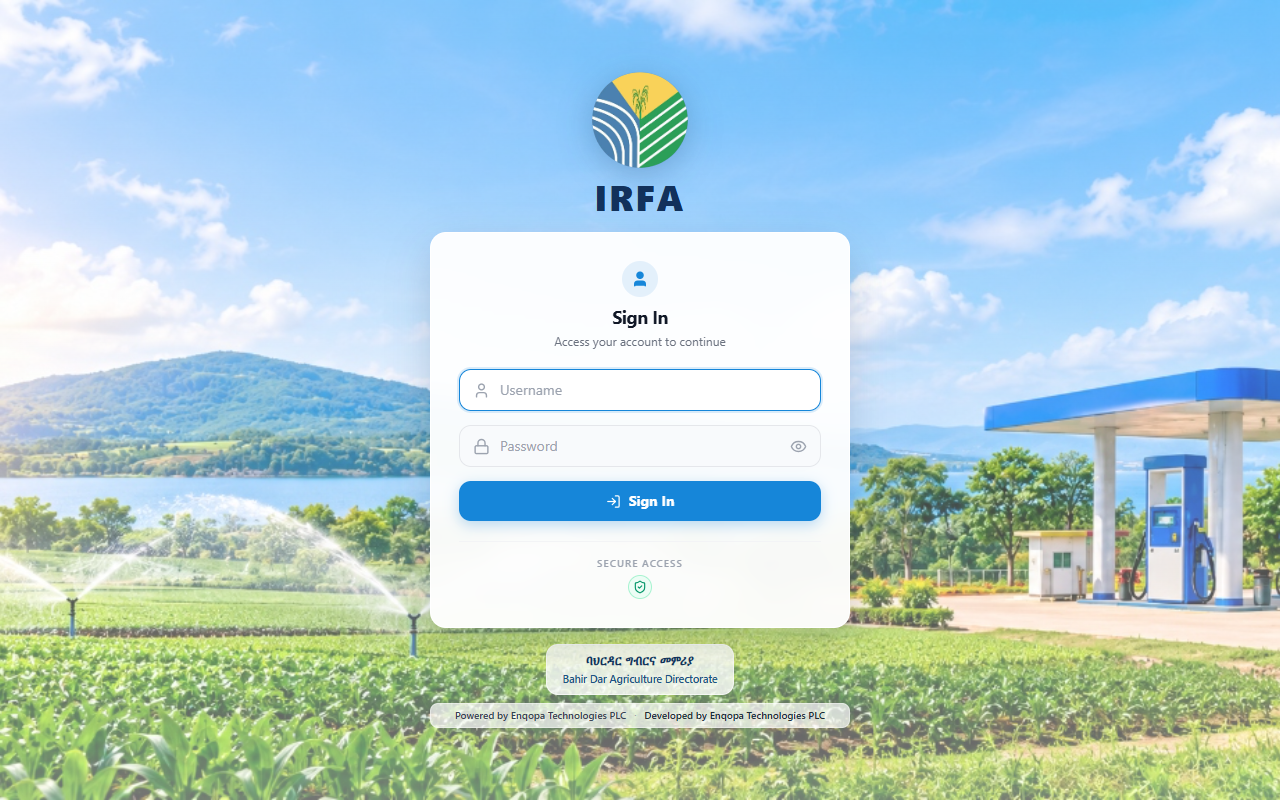 IRFA
Sign In
Access your account to continue
Username
Password
Sign In
SECURE ACCESS
ባህርዳር ግብርና መምሪያ
Bahir Dar Agriculture Directorate
Powered by Enqopa Technologies PLC · Developed by Enqopa Technologies PLC